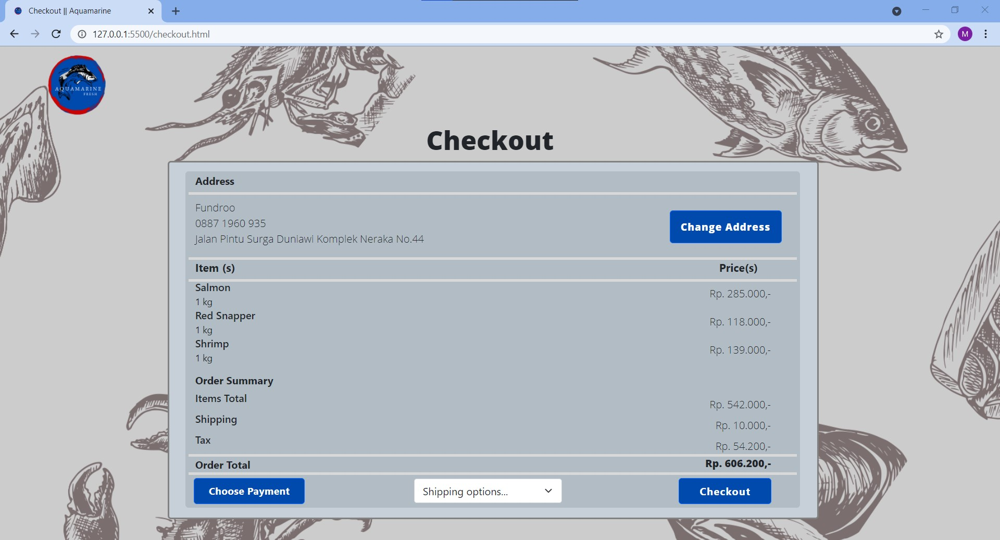 Checkout || Aquamarine
127.0.0.1:5500/checkout.html
M
AQUAMARINE
FRESH
Checkout
Address
Fundroo
0887 1960 935
Jalan Pintu Surga Duniawi Komplek Neraka No.44
Change Address
Item (s) Price(s)
Salmon
1 kg
Rp. 285.000,-
Red Snapper
1 kg
Rp. 118.000,-
Shrimp
1 kg
Rp. 139.000,-
Order Summary
Items Total Rp. 542.000,-
Shipping Rp. 10.000,-
Tax Rp. 54.200,-
Order Total Rp. 606.200,-
Choose Payment Shipping options... Checkout